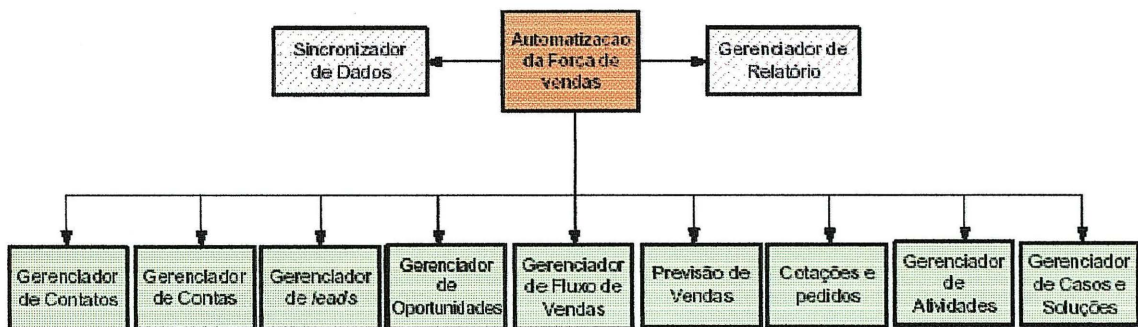 Sincronizador
de Dados
Automatização
da Força de
vendas
Gerenciador de
Relatório
Gerenciador
de Contatos
Gerenciador
de Contas
Gerenciador
de leads
Gerenciador
de
Oportunidades
Gerenciador
de Fluxo de
Vendas
Previsão de
Vendas
Cotações e
pedidos
Gerenciador
de
Atividades
Gerenciador
de Casos e
Soluções